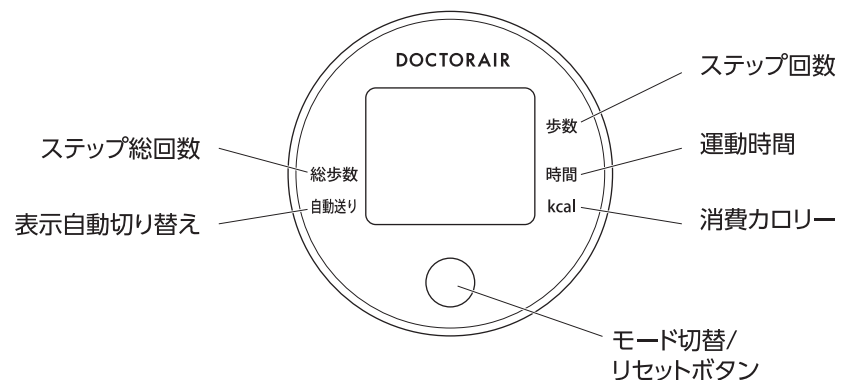 DOCTORAIR
ステップ回数
歩数
ステップ総回数
運動時間
総歩数
時間
表示自動切り替え
自動送り
kcal
消費カロリー
モード切替/
リセットボタン